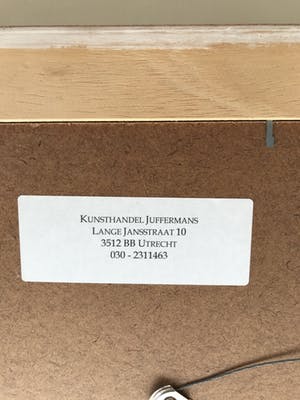 Kunsthandel Juffermans
Lange Jansstraat 10
3512 BB Utrecht
030 - 2311463